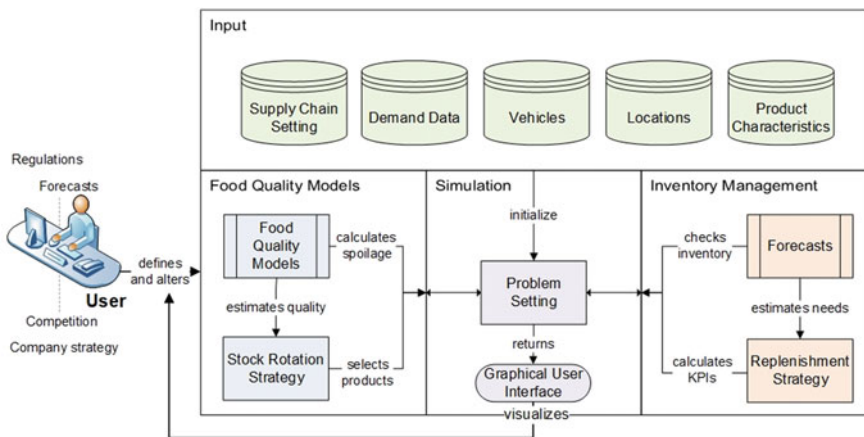 Input
Supply Chain
Setting
Demand Data
Vehicles
Locations
Product
Characteristics
Regulations
Forecasts
User
Competition
Company strategy
defines
and alters
Food Quality Models
Food
Quality
Models
calculates
spoilage
estimates quality
Stock Rotation
Strategy
selects
products
Simulation
initialize
Problem
Setting
returns
Graphical User
Interface
visualizes
Inventory Management
checks
inventory
Forecasts
estimates needs
calculates
KPIs
Replenishment
Strategy